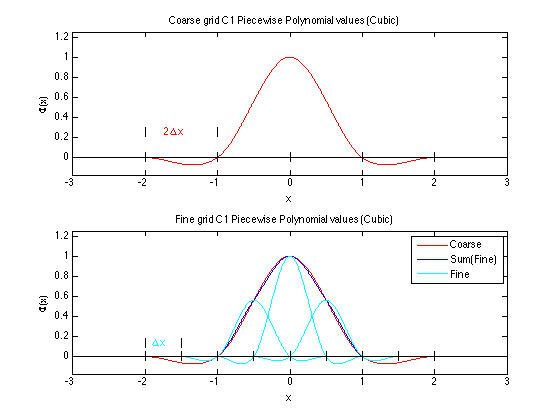 Coarse grid C1 Piecewise Polynomial values (Cubic)
1.2
1
0.8
0.6
0.4
0.2
0
Φ(x)
2Δx
-3 -2 -1 0 1 2 3
x
Fine grid C1 Piecewise Polynomial values (Cubic)
1.2
1
0.8
0.6
0.4
0.2
0
Φ(x)
Coarse
Sum(Fine)
Fine
Δx
-3 -2 -1 0 1 2 3
x